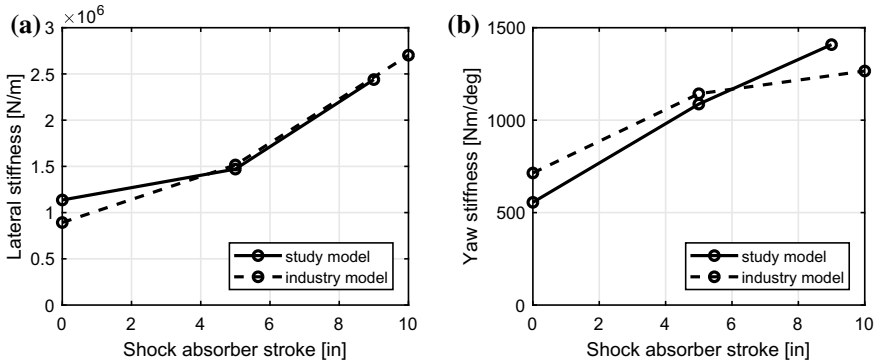 (a)
×10⁶
3
2.5
2
1.5
1
0.5
0
Lateral stiffness [N/m]
0 2 4 6 8 10
Shock absorber stroke [in]
study model
industry model
(b)
1500
1000
500
0
Yaw stiffness [Nm/deg]
0 2 4 6 8 10
Shock absorber stroke [in]
study model
industry model